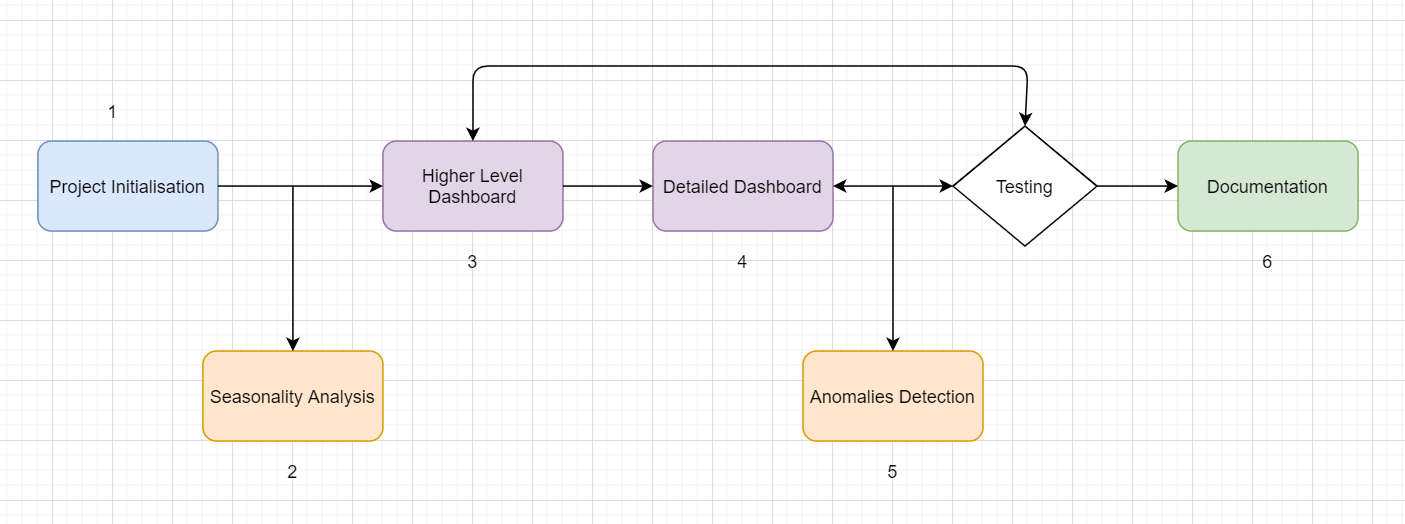 1
Project Initialisation
Higher Level
Dashboard
Detailed Dashboard
Testing
Documentation
3
4
6
Seasonality Analysis
Anomalies Detection
2
5